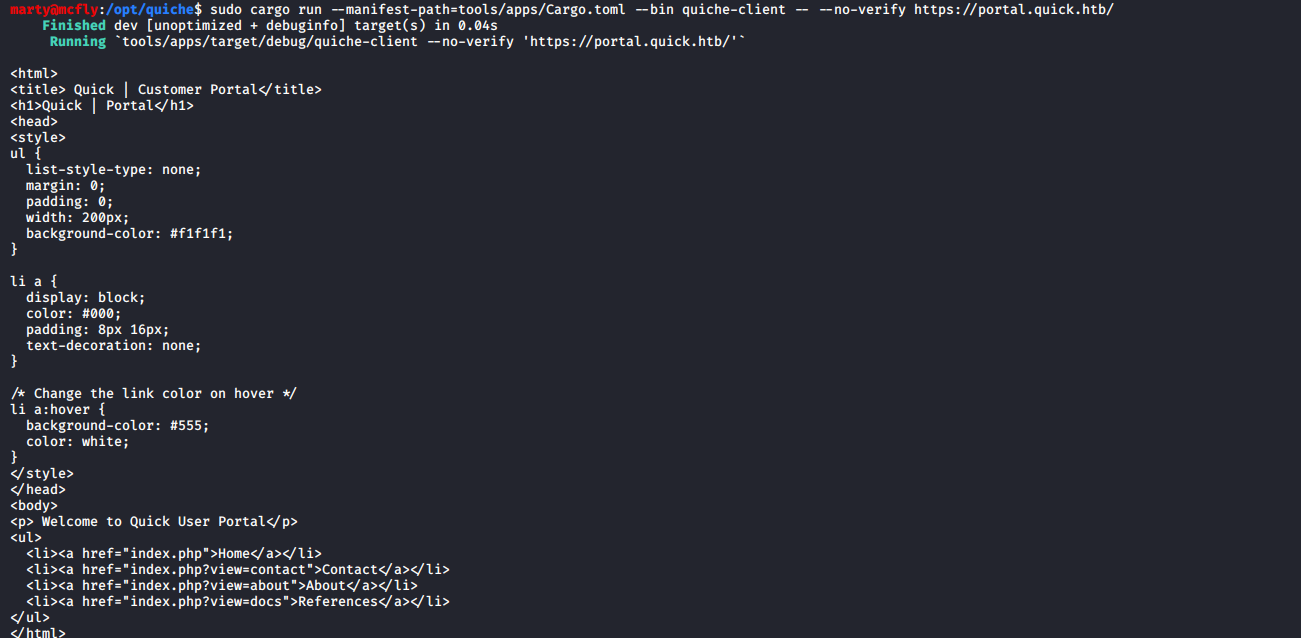 marty@mcfly:/opt/quiche$ sudo cargo run --manifest-path=tools/apps/Cargo.toml --bin quiche-client -- --no-verify https://portal.quick.htb/
    Finished dev [unoptimized + debuginfo] target(s) in 0.04s
     Running `tools/apps/target/debug/quiche-client --no-verify 'https://portal.quick.htb/'`

<html>
<title> Quick | Customer Portal</title>
<h1>Quick | Portal</h1>
<head>
<style>
ul {
  list-style-type: none;
  margin: 0;
  padding: 0;
  width: 200px;
  background-color: #f1f1f1;
}

li a {
  display: block;
  color: #000;
  padding: 8px 16px;
  text-decoration: none;
}

/* Change the link color on hover */
li a:hover {
  background-color: #555;
  color: white;
}
</style>
</head>
<body>
<p> Welcome to Quick User Portal</p>
<ul>
  <li><a href="index.php">Home</a></li>
  <li><a href="index.php?view=contact">Contact</a></li>
  <li><a href="index.php?view=about">About</a></li>
  <li><a href="index.php?view=docs">References</a></li>
</ul>
</html>